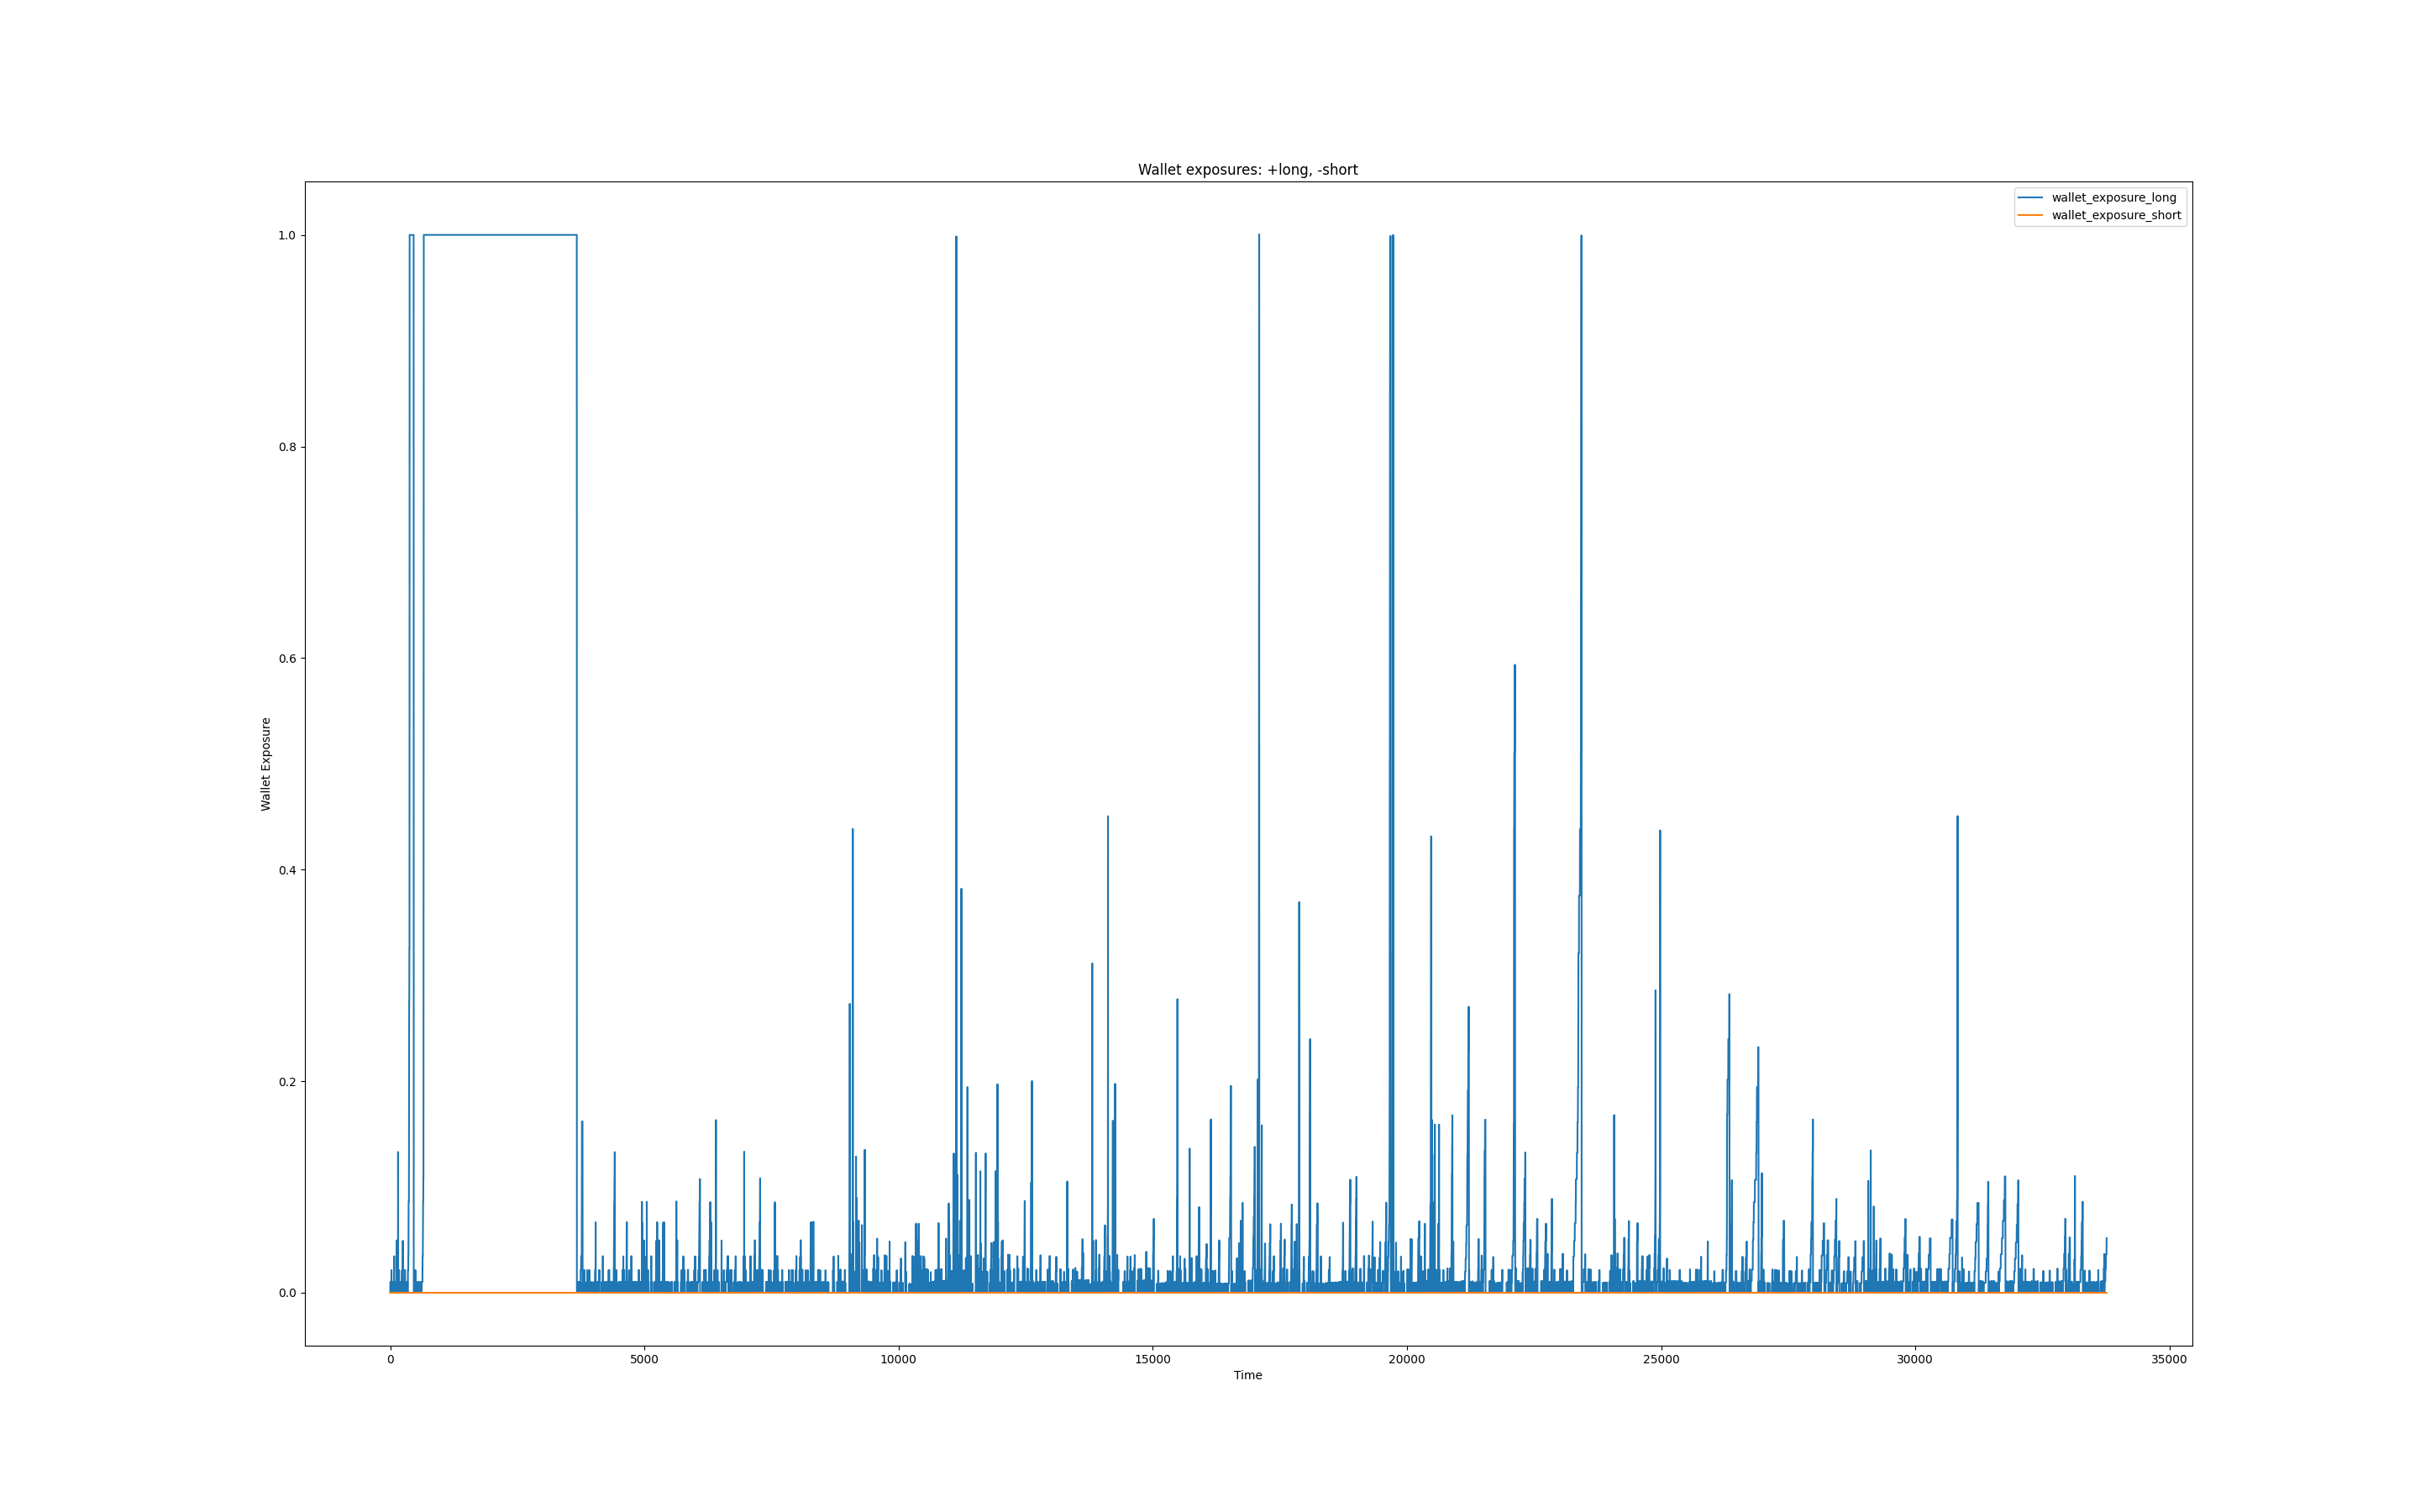 Wallet exposures: +long, -short
wallet_exposure_long
wallet_exposure_short
1.0
0.8
0.6
0.4
0.2
0.0
Wallet Exposure
0 5000 10000 15000 20000 25000 30000 35000
Time